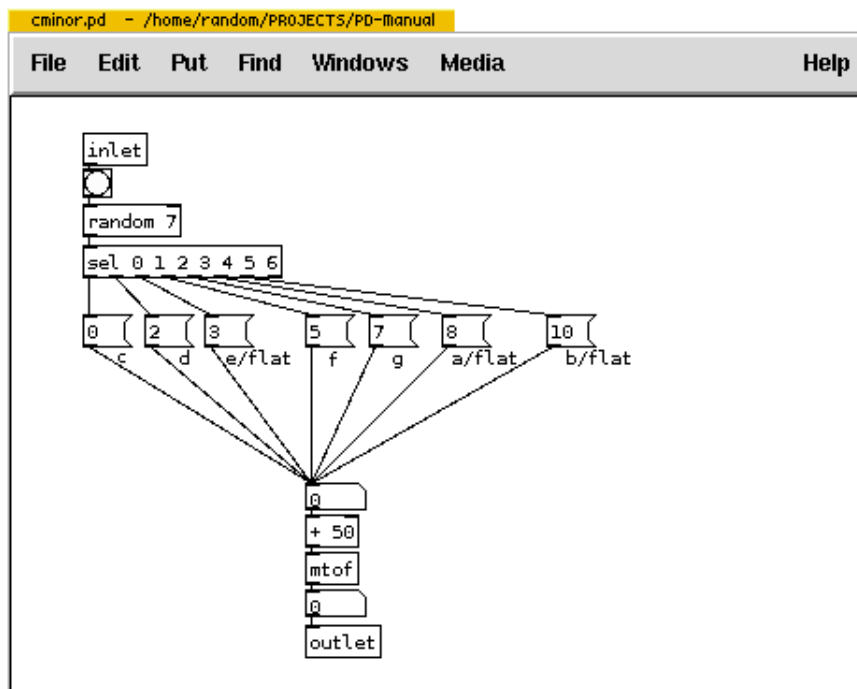 cminor.pd - /home/random/PROJECTS/PD-Manual
File Edit Put Find Windows Media Help
inlet
random 7
sel 0 1 2 3 4 5 6
0 2 3 5 7 8 10
c d e/flat f g a/flat b/flat
0
+ 50
mtof
0
outlet